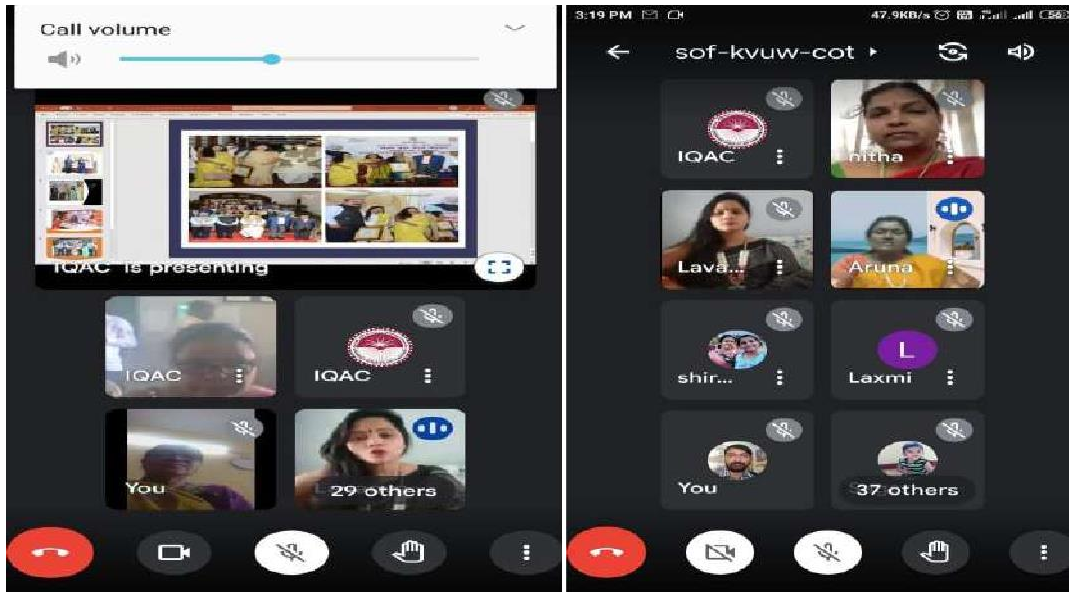 Call volume
IQAC is presenting
IQAC
IQAC
You
29 others
3:19 PM
47.9KB/s
56
sof-kvuw-cot
IQAC
nitha
Lava...
Aruna
shir...
L
Laxmi
You
37 others